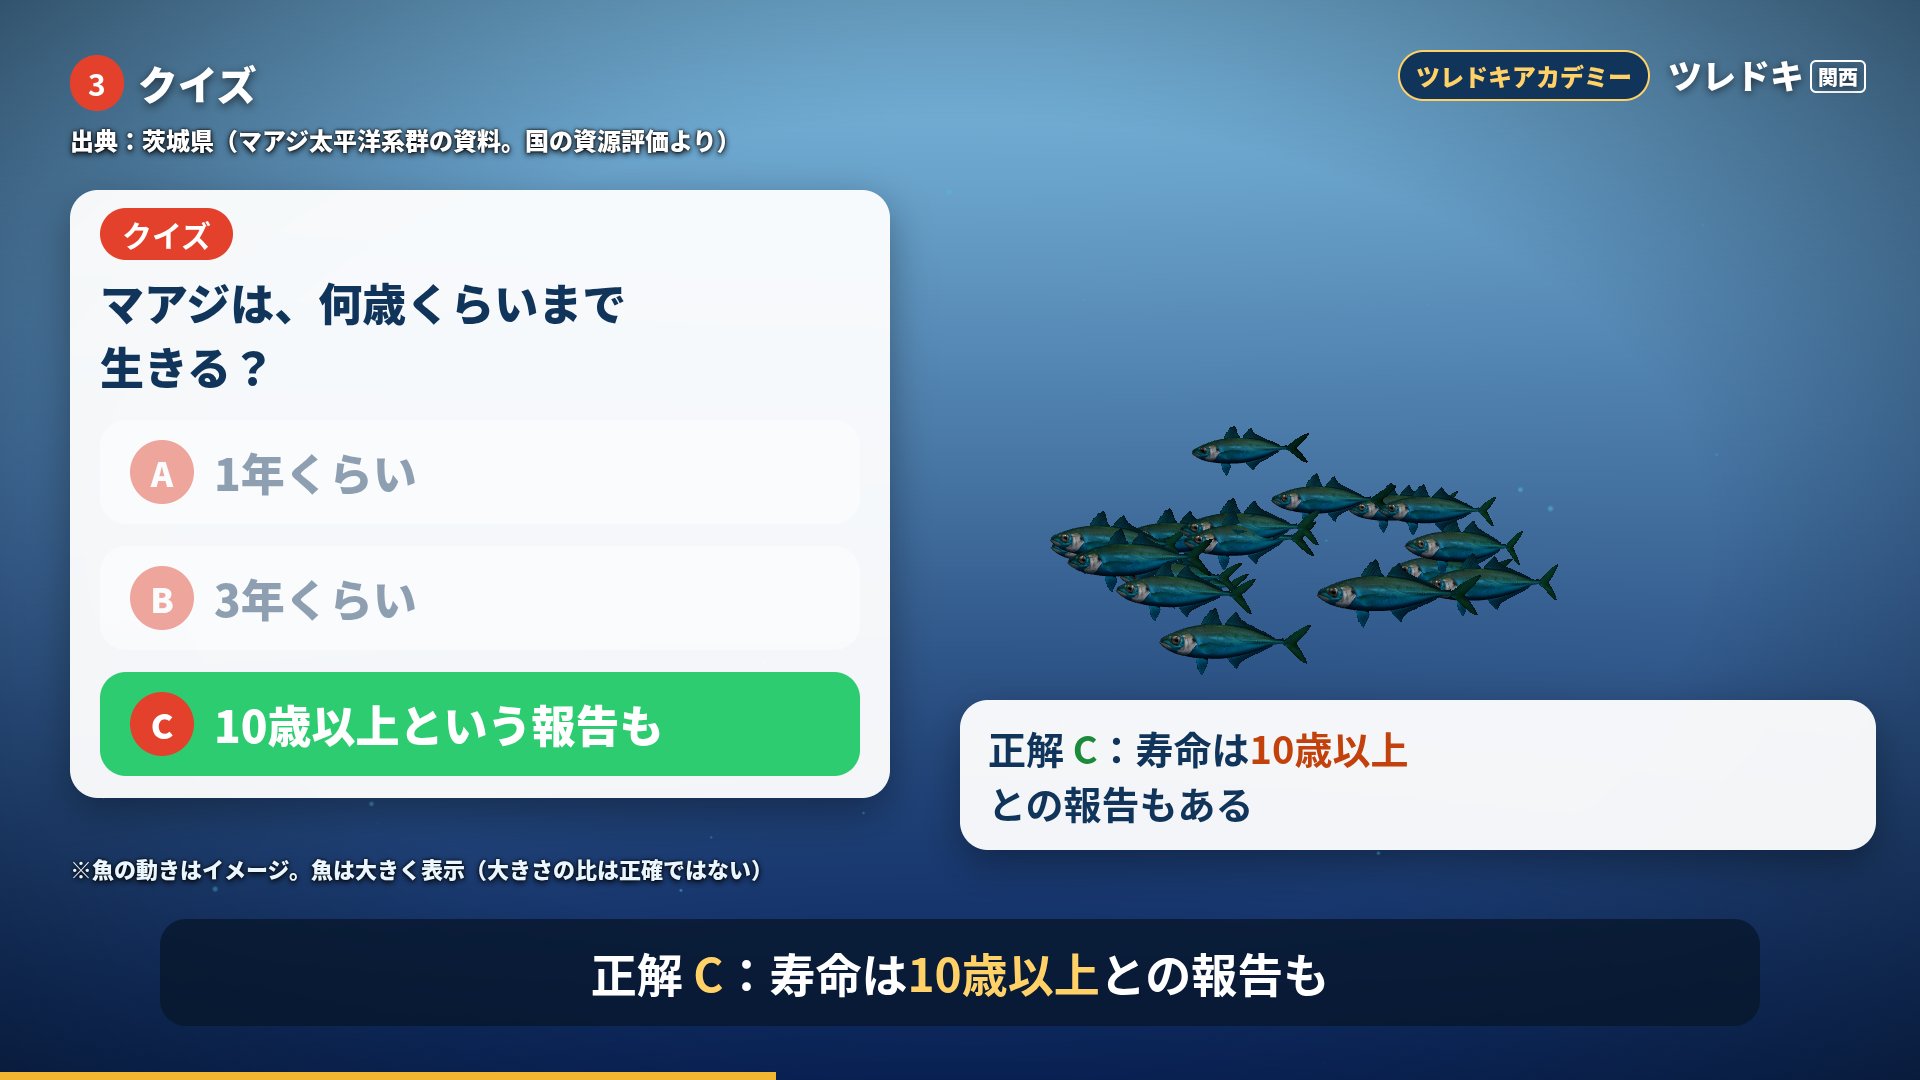 3 クイズ
ツレドキアカデミー ツレドキ 関西
出典：茨城県（マアジ太平洋系群の資料。国の資源評価より）
クイズ
マアジは、何歳くらいまで
生きる？
A 1年くらい
B 3年くらい
C 10歳以上という報告も
正解 C：寿命は10歳以上
との報告もある
※魚の動きはイメージ。魚は大きく表示（大きさの比は正確ではない）
正解 C：寿命は10歳以上との報告も